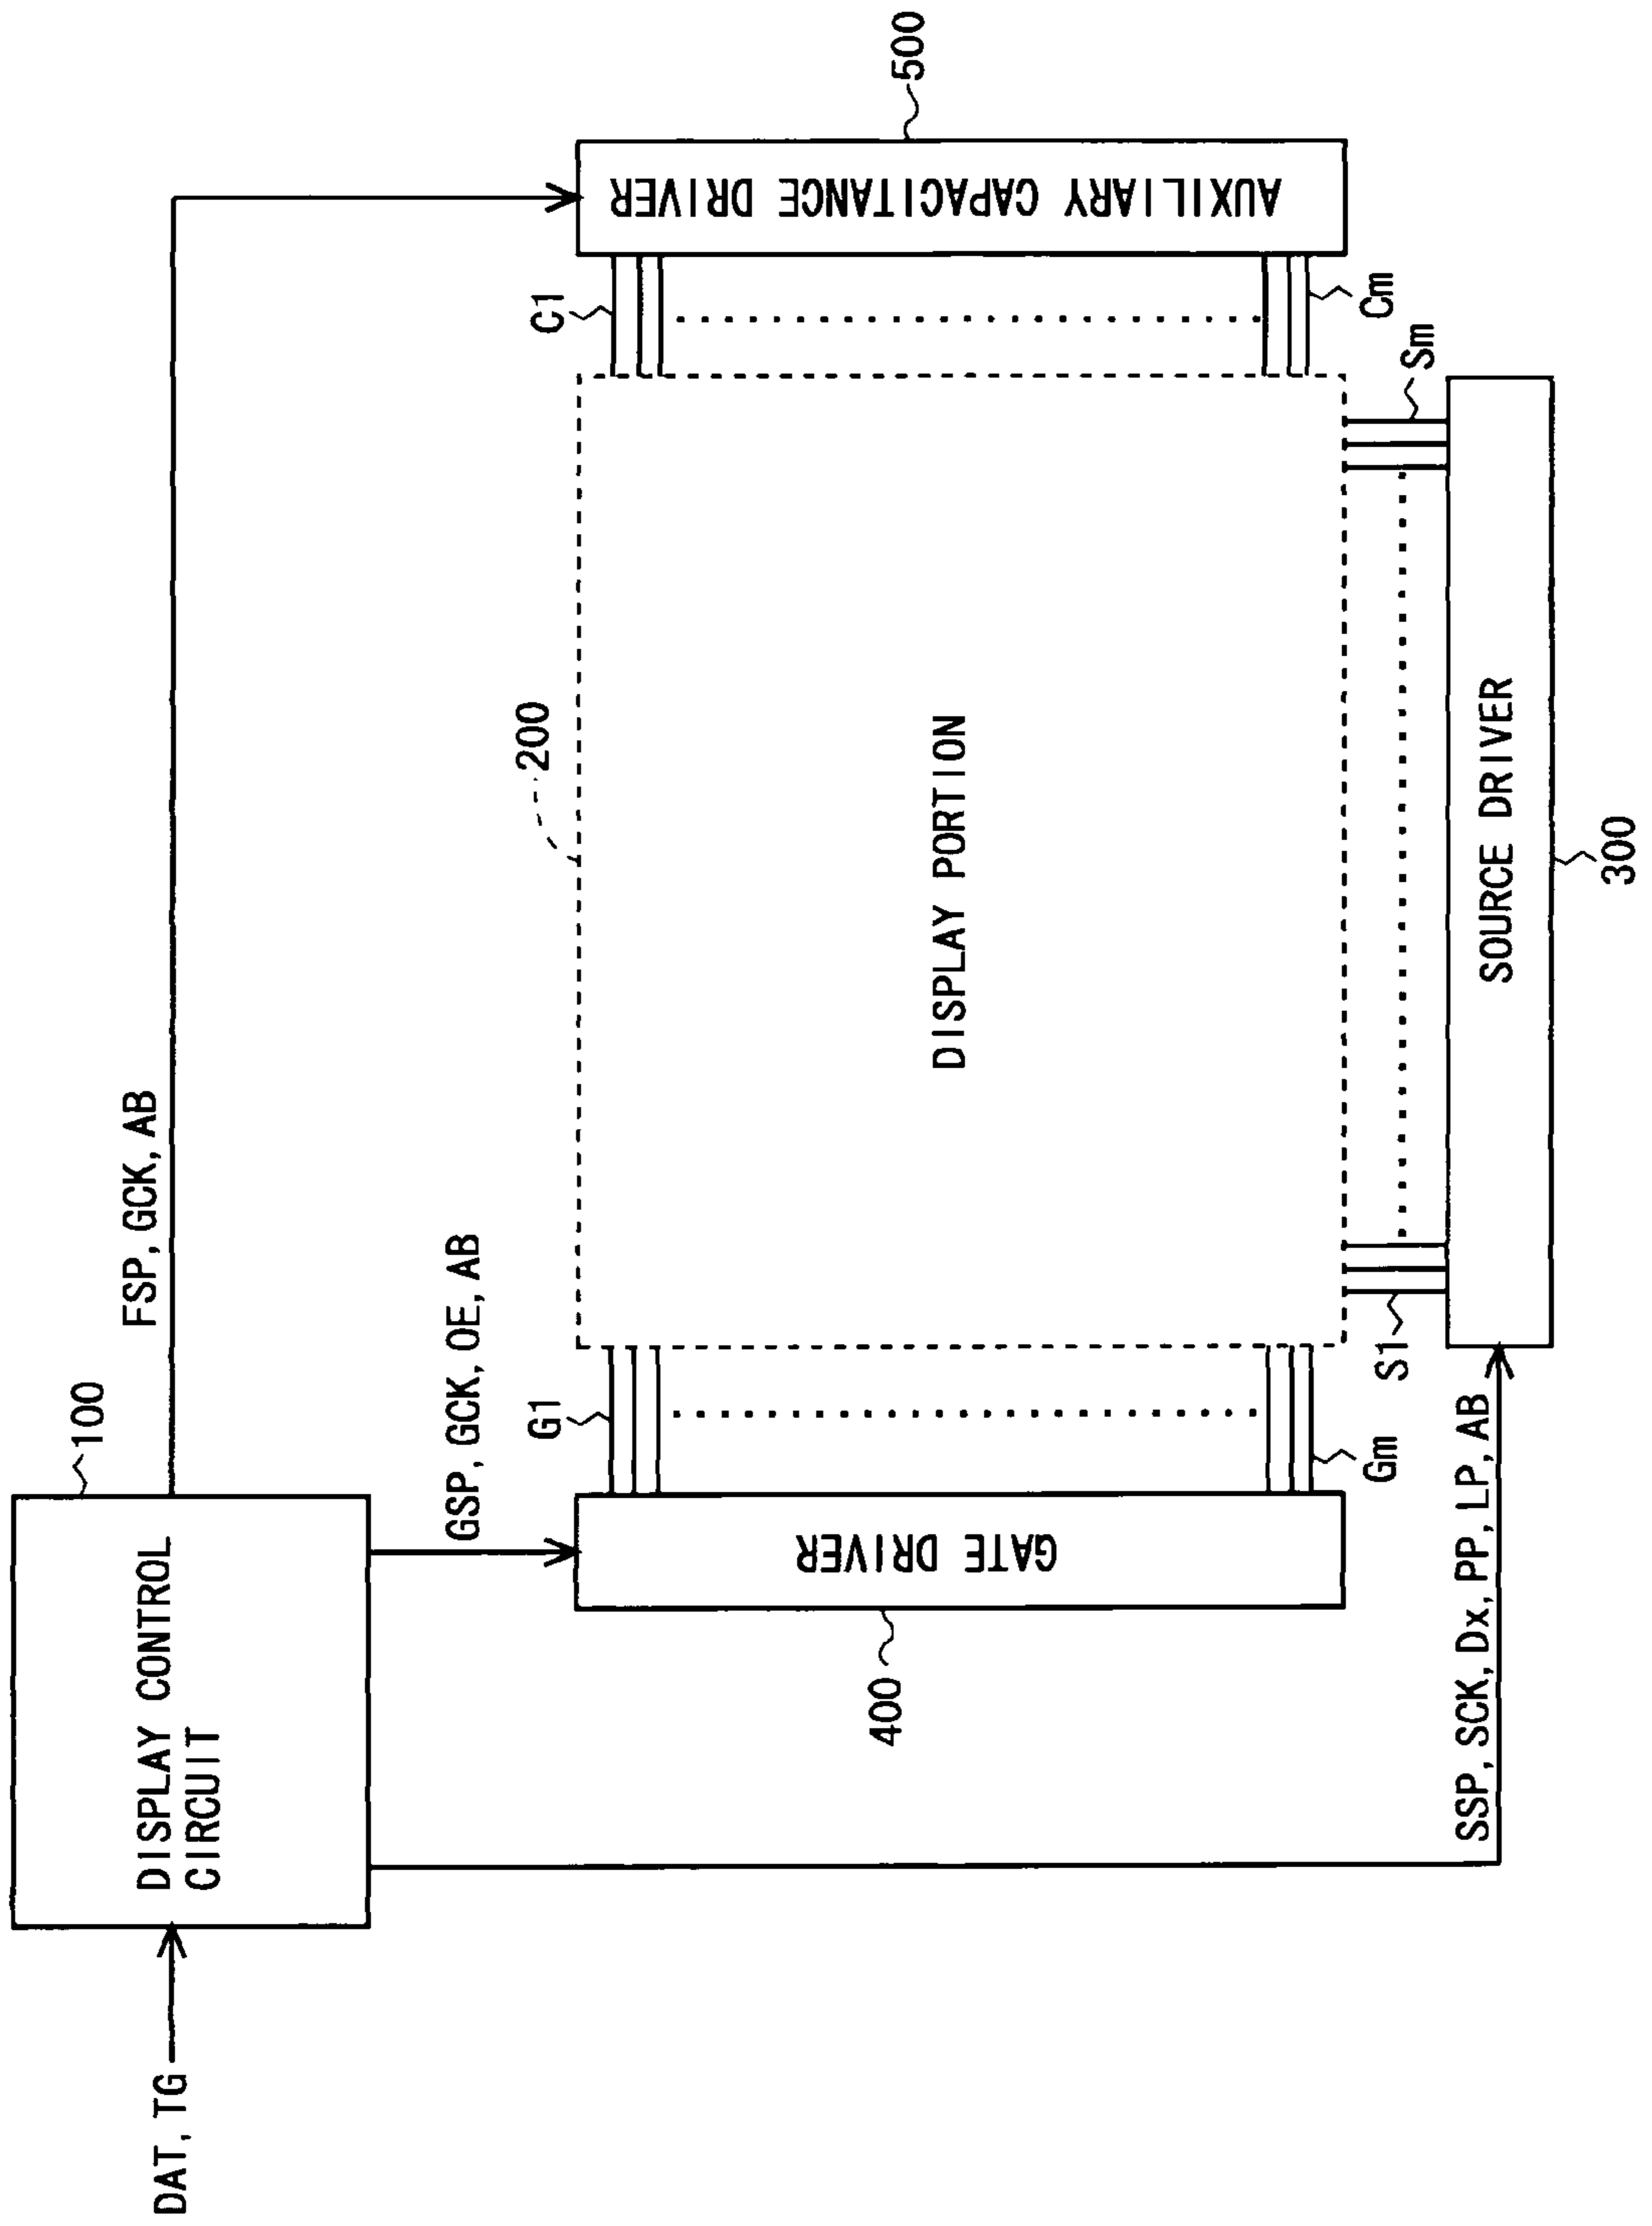 DAT, TG
DISPLAY CONTROL
CIRCUIT
100
FSP, GCK, AB
GSP, GCK, OE, AB
SSP, SCK, Dx, PP, LP, AB
400
GATE DRIVER
G1
Gm
200
DISPLAY PORTION
C1
Cm
AUXILIARY CAPACITANCE DRIVER
500
S1
Sm
SOURCE DRIVER
300